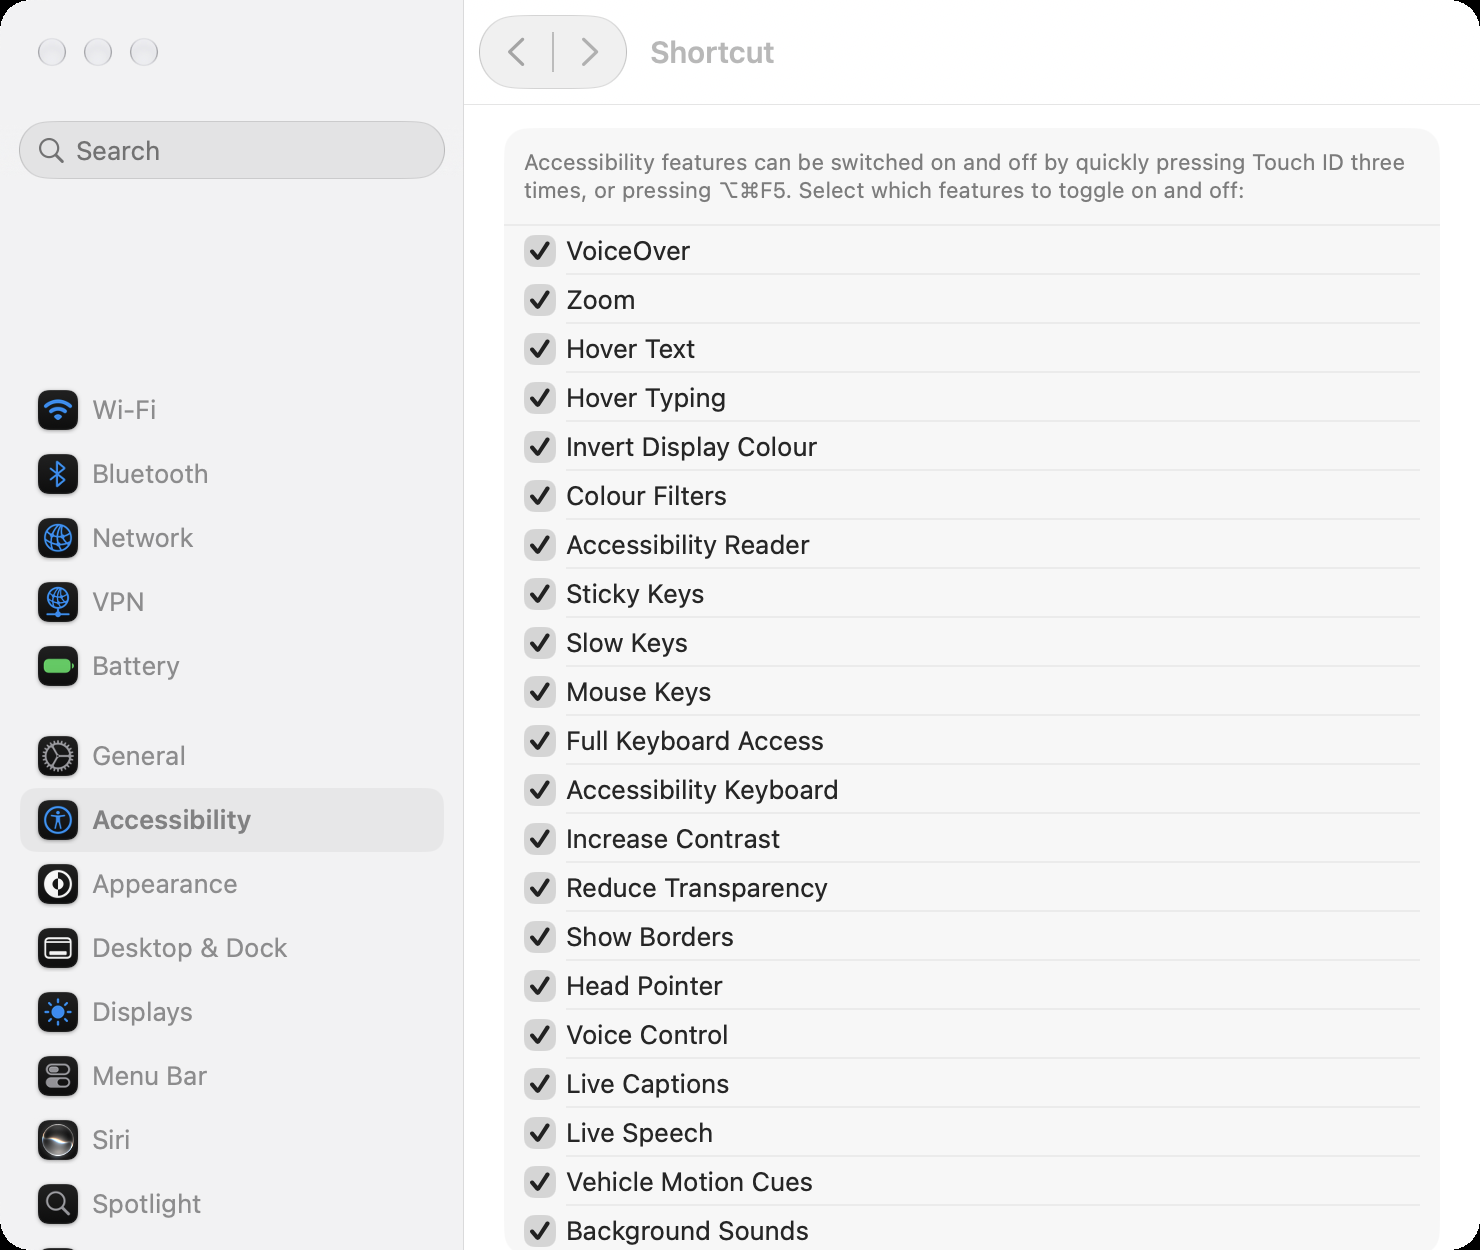 Search
Wi-Fi
Bluetooth
Network
VPN
Battery
General
Accessibility
Appearance
Desktop & Dock
Displays
Menu Bar
Siri
Spotlight
Shortcut
Accessibility features can be switched on and off by quickly pressing Touch ID three
times, or pressing ⌥⌘F5. Select which features to toggle on and off:
VoiceOver
Zoom
Hover Text
Hover Typing
Invert Display Colour
Colour Filters
Accessibility Reader
Sticky Keys
Slow Keys
Mouse Keys
Full Keyboard Access
Accessibility Keyboard
Increase Contrast
Reduce Transparency
Show Borders
Head Pointer
Voice Control
Live Captions
Live Speech
Vehicle Motion Cues
Background Sounds